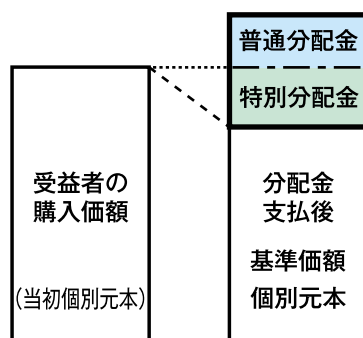 普通分配金
特別分配金
受益者の
購入価額
(当初個別元本)
分配金
支払後
基準価額
個別元本